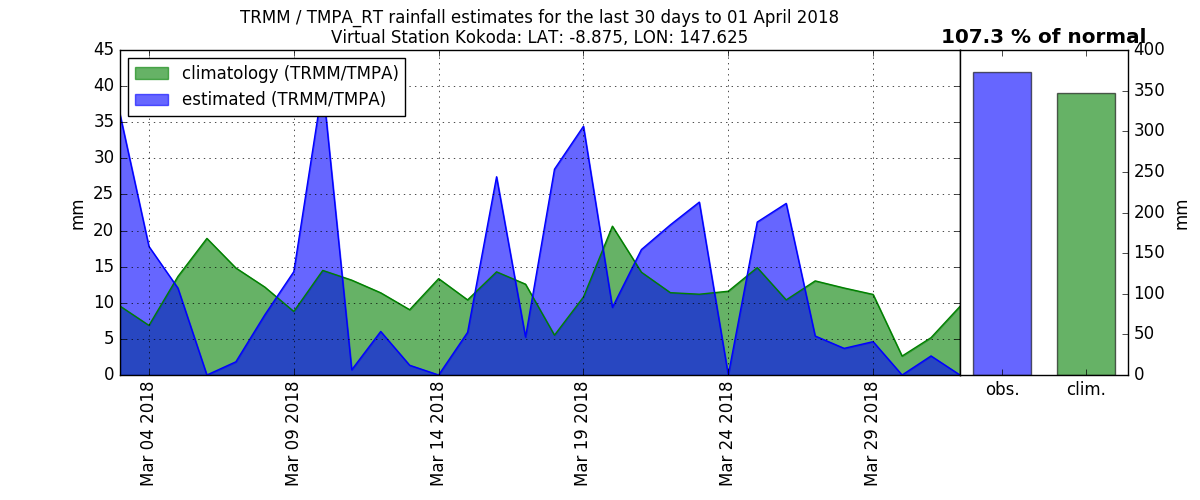 TRMM / TMPA_RT rainfall estimates for the last 30 days to 01 April 2018
Virtual Station Kokoda: LAT: -8.875, LON: 147.625
107.3 % of normal
climatology (TRMM/TMPA)
estimated (TRMM/TMPA)
45
40
35
30
25
20
15
10
5
0
mm
Mar 04 2018
Mar 09 2018
Mar 14 2018
Mar 19 2018
Mar 24 2018
Mar 29 2018
obs.
clim.
400
350
300
250
200
150
100
50
0
mm